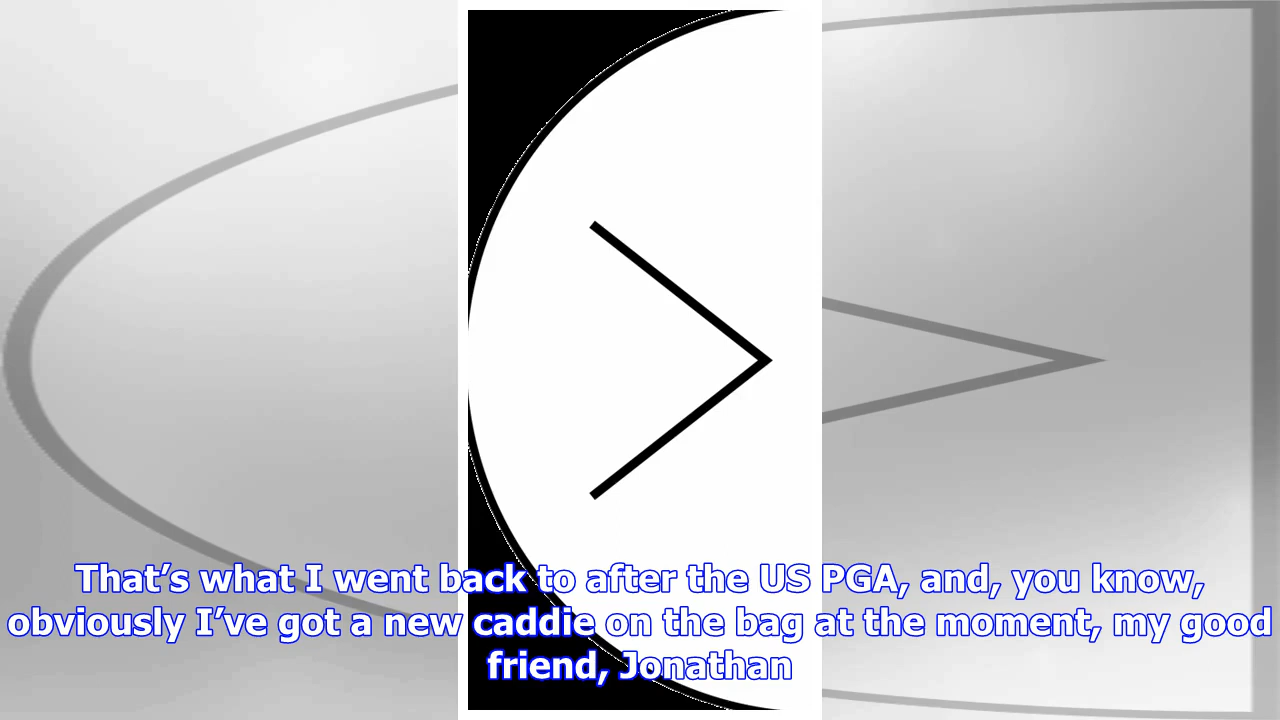 That’s what I went back to after the US PGA, and, you know,
obviously I’ve got a new caddie on the bag at the moment, my good
friend, Jonathan